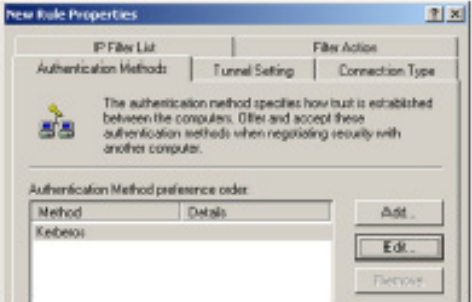 New Rule Properties
IP Filter List
Filter Action
Authentication Methods
Tunnel Setting
Connection Type
The authentication method specifies how trust is established
between the computers. Offer and accept these
authentication methods when negotiating security with
another computer.
Authentication Method preference order:
Method
Details
Add...
Kerberos
Edit...
Remove